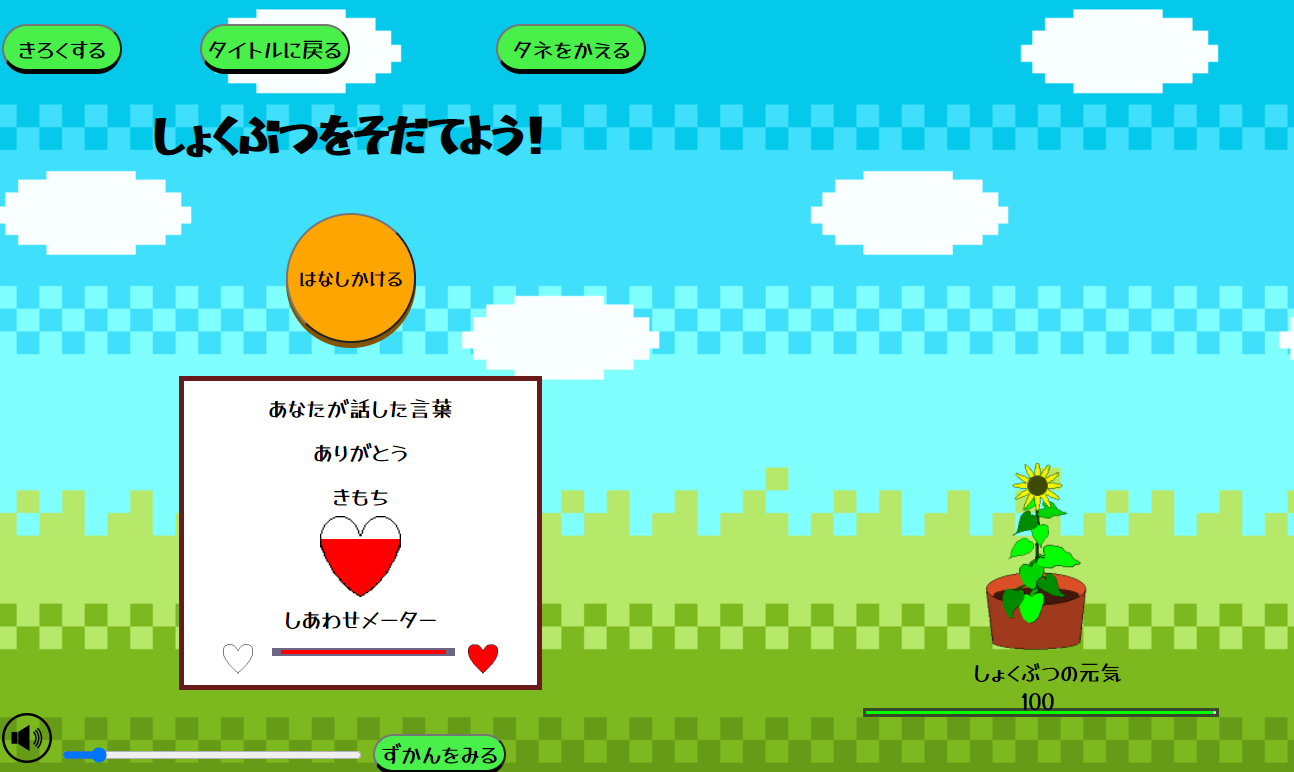 きろくする
タイトルに戻る
タネをかえる
しょくぶつをそだてよう!
はなしかける
あなたが話した言葉
ありがとう
きもち
しあわせメーター
しょくぶつの元気
100
ずかんをみる